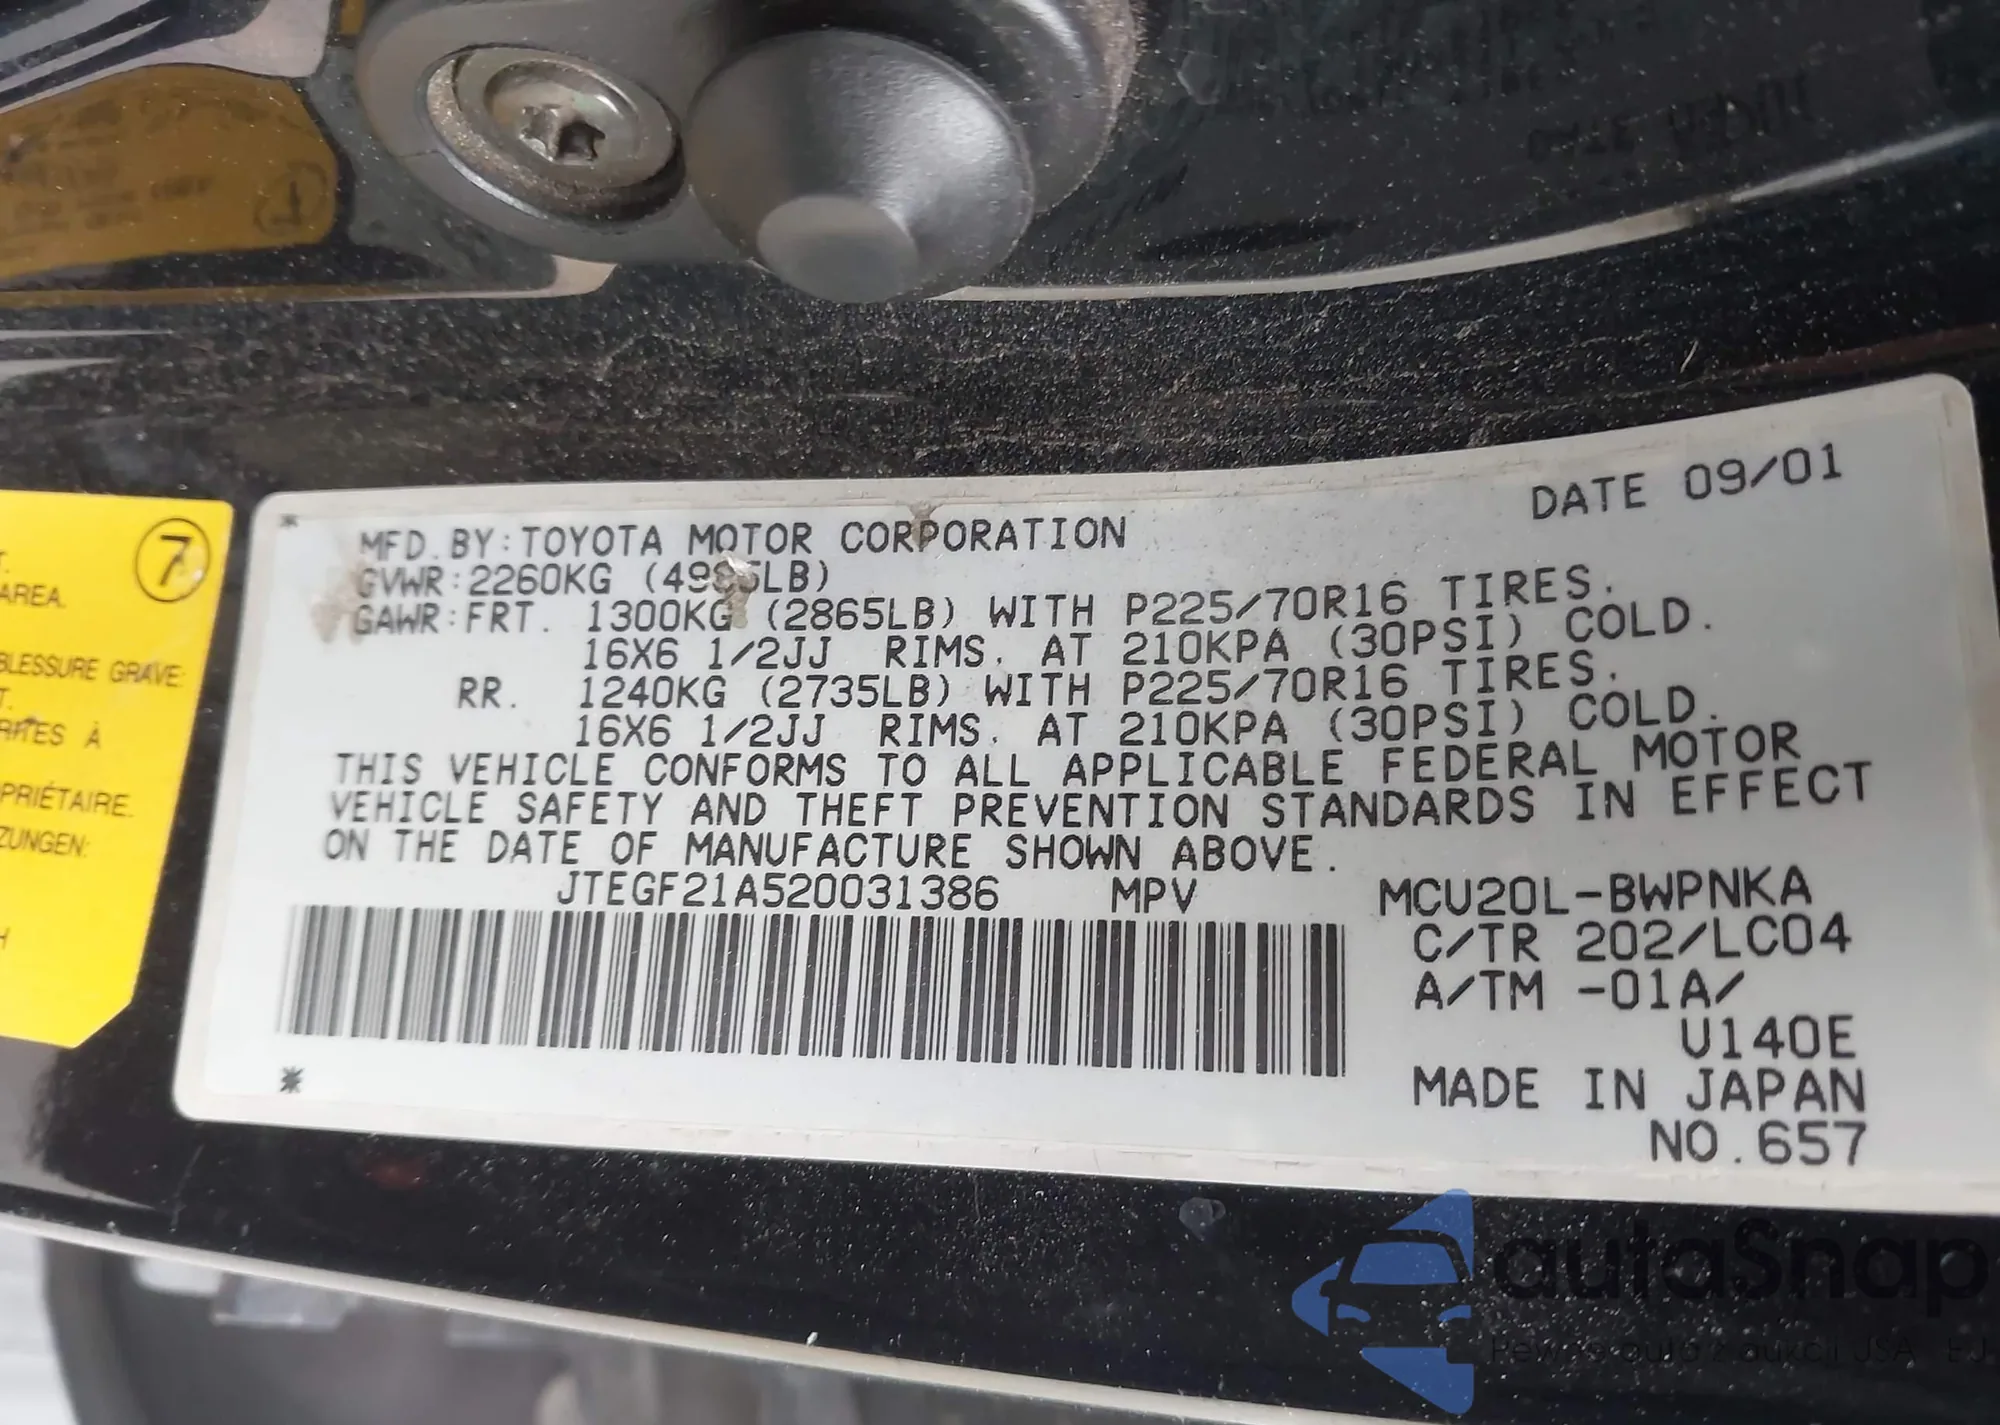 DATE 09/01
MFD. BY: TOYOTA MOTOR CORPORATION
GVWR: 2260KG (4985LB)
GAWR: FRT. 1300KG (2865LB) WITH P225/70R16 TIRES.
16X6 1/2JJ RIMS. AT 210KPA (30PSI) COLD.
RR. 1240KG (2735LB) WITH P225/70R16 TIRES.
16X6 1/2JJ RIMS. AT 210KPA (30PSI) COLD.
THIS VEHICLE CONFORMS TO ALL APPLICABLE FEDERAL MOTOR
VEHICLE SAFETY AND THEFT PREVENTION STANDARDS IN EFFECT
ON THE DATE OF MANUFACTURE SHOWN ABOVE.
JTEGF21A520031386 MPV MCU20L-BWPNKA
C/TR 202/LC04
A/TM -01A/
U140E
MADE IN JAPAN
NO.657
7
AREA.
BLESSURE GRAVE:
À
autaSnap